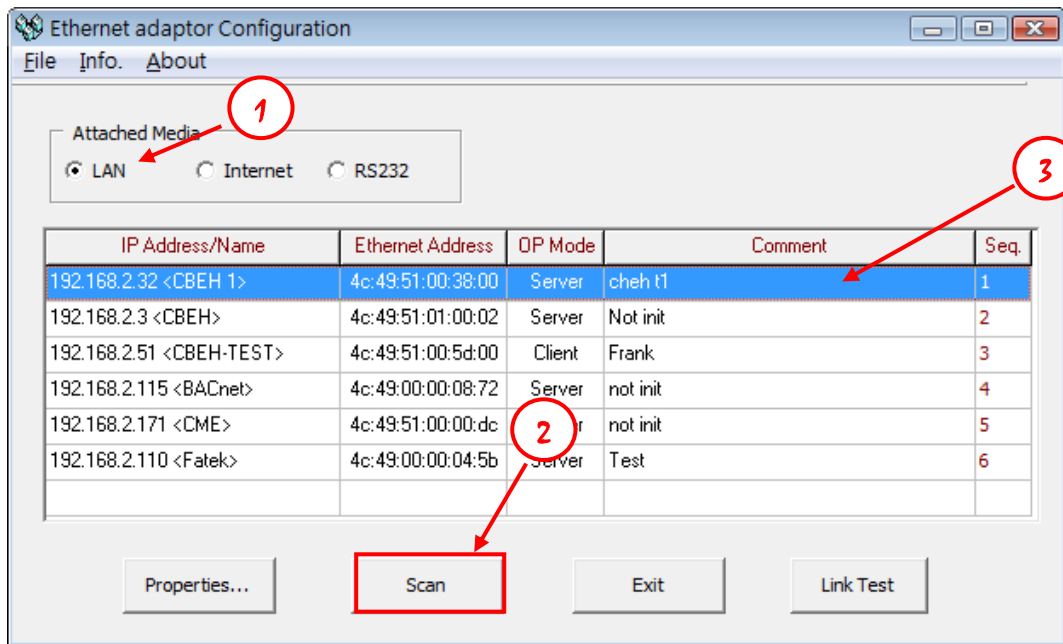 Ethernet adaptor Configuration
File Info. About
1
Attached Media
LAN Internet RS232
3
IP Address/Name Ethernet Address OP Mode Comment Seq.
192.168.2.32 <CBEH 1> 4c:49:51:00:38:00 Server cheh t1 1
192.168.2.3 <CBEH> 4c:49:51:01:00:02 Server Not init 2
192.168.2.51 <CBEH-TEST> 4c:49:51:00:5d:00 Client Frank 3
192.168.2.115 <BACnet> 4c:49:00:00:08:72 Server not init 4
192.168.2.171 <CME> 4c:49:51:00:00:dc not init 5
2
192.168.2.110 <Fatek> 4c:49:00:00:04:5b Server Test 6
Properties... Scan Exit Link Test